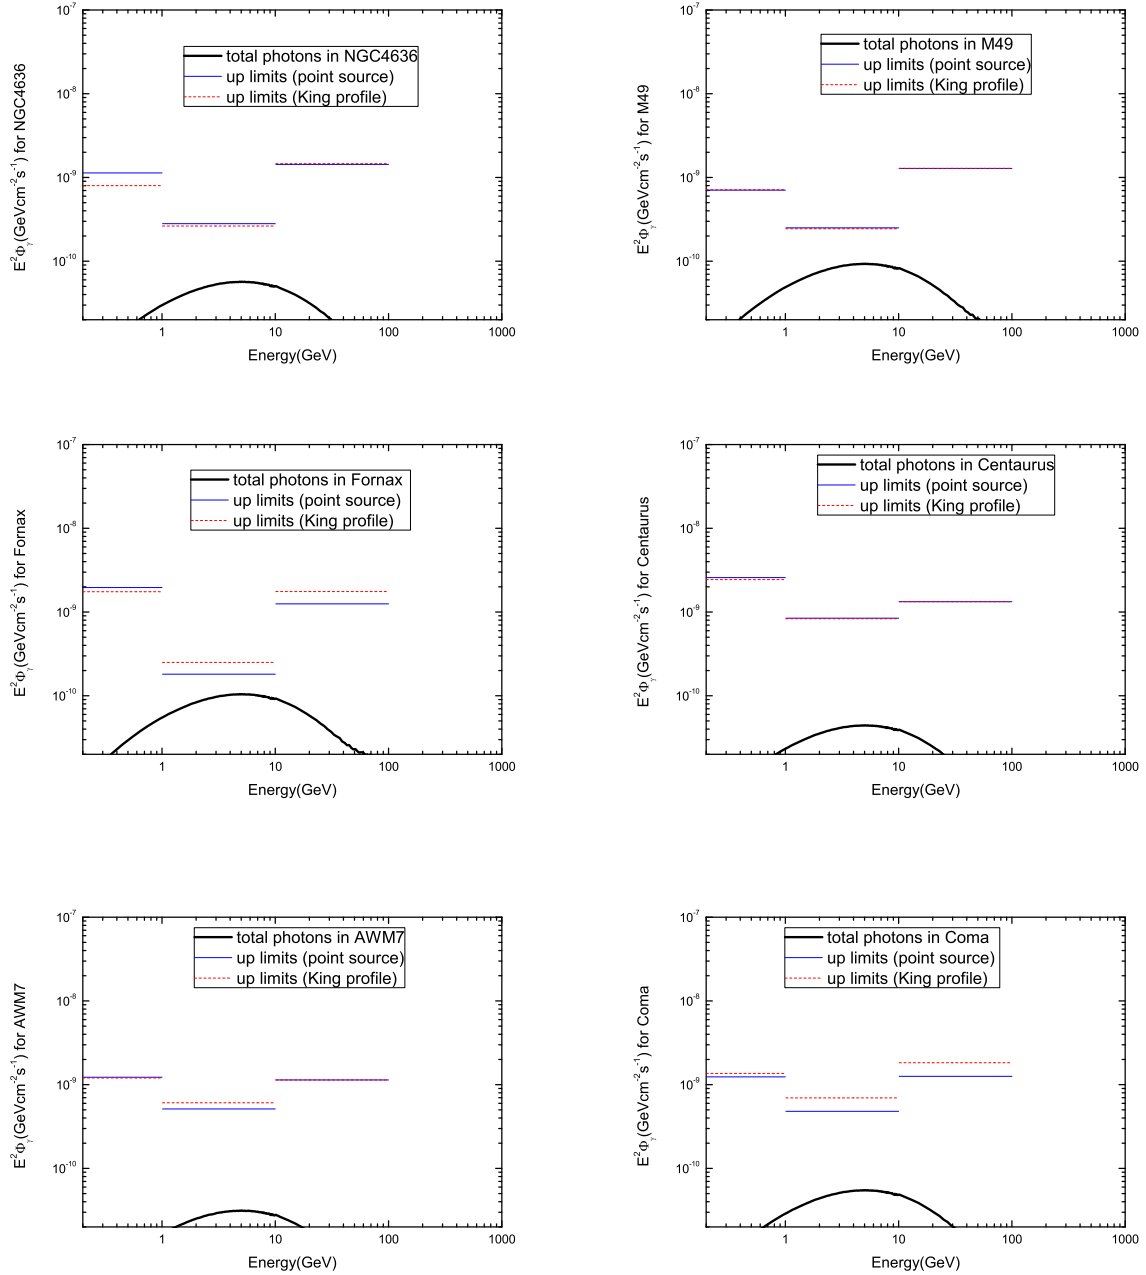 10⁻⁷
10⁻⁸
10⁻⁹
10⁻¹⁰
E²Φᵧ(GeVcm⁻²s⁻¹) for NGC4636
total photons in NGC4636
up limits (point source)
up limits (King profile)
1 10 100 1000
Energy(GeV)
10⁻⁷
10⁻⁸
10⁻⁹
10⁻¹⁰
E²Φᵧ(GeVcm⁻²s⁻¹) for M49
total photons in M49
up limits (point source)
up limits (King profile)
1 10 100 1000
Energy(GeV)
10⁻⁷
10⁻⁸
10⁻⁹
10⁻¹⁰
E²Φᵧ(GeVcm⁻²s⁻¹) for Fornax
total photons in Fornax
up limits (point source)
up limits (King profile)
1 10 100 1000
Energy(GeV)
10⁻⁷
10⁻⁸
10⁻⁹
10⁻¹⁰
E²Φᵧ(GeVcm⁻²s⁻¹) for Centaurus
total photons in Centaurus
up limits (point source)
up limits (King profile)
1 10 100 1000
Energy(GeV)
10⁻⁷
10⁻⁸
10⁻⁹
10⁻¹⁰
E²Φᵧ(GeVcm⁻²s⁻¹) for AWM7
total photons in AWM7
up limits (point source)
up limits (King profile)
1 10 100 1000
Energy(GeV)
10⁻⁷
10⁻⁸
10⁻⁹
10⁻¹⁰
E²Φᵧ(GeVcm⁻²s⁻¹) for Coma
total photons in Coma
up limits (point source)
up limits (King profile)
1 10 100 1000
Energy(GeV)